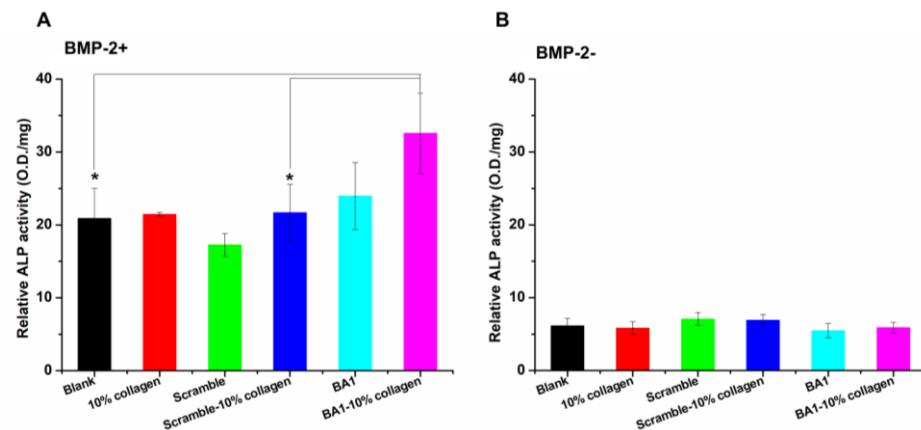 A
BMP-2+
Relative ALP activity (O.D./mg)
40
30
20
10
0
*
*
Blank
10% collagen
Scramble
Scramble-10% collagen
BA1
BA1-10% collagen
B
BMP-2-
Relative ALP activity (O.D./mg)
40
30
20
10
0
Blank
10% collagen
Scramble
Scramble-10% collagen
BA1
BA1-10% collagen